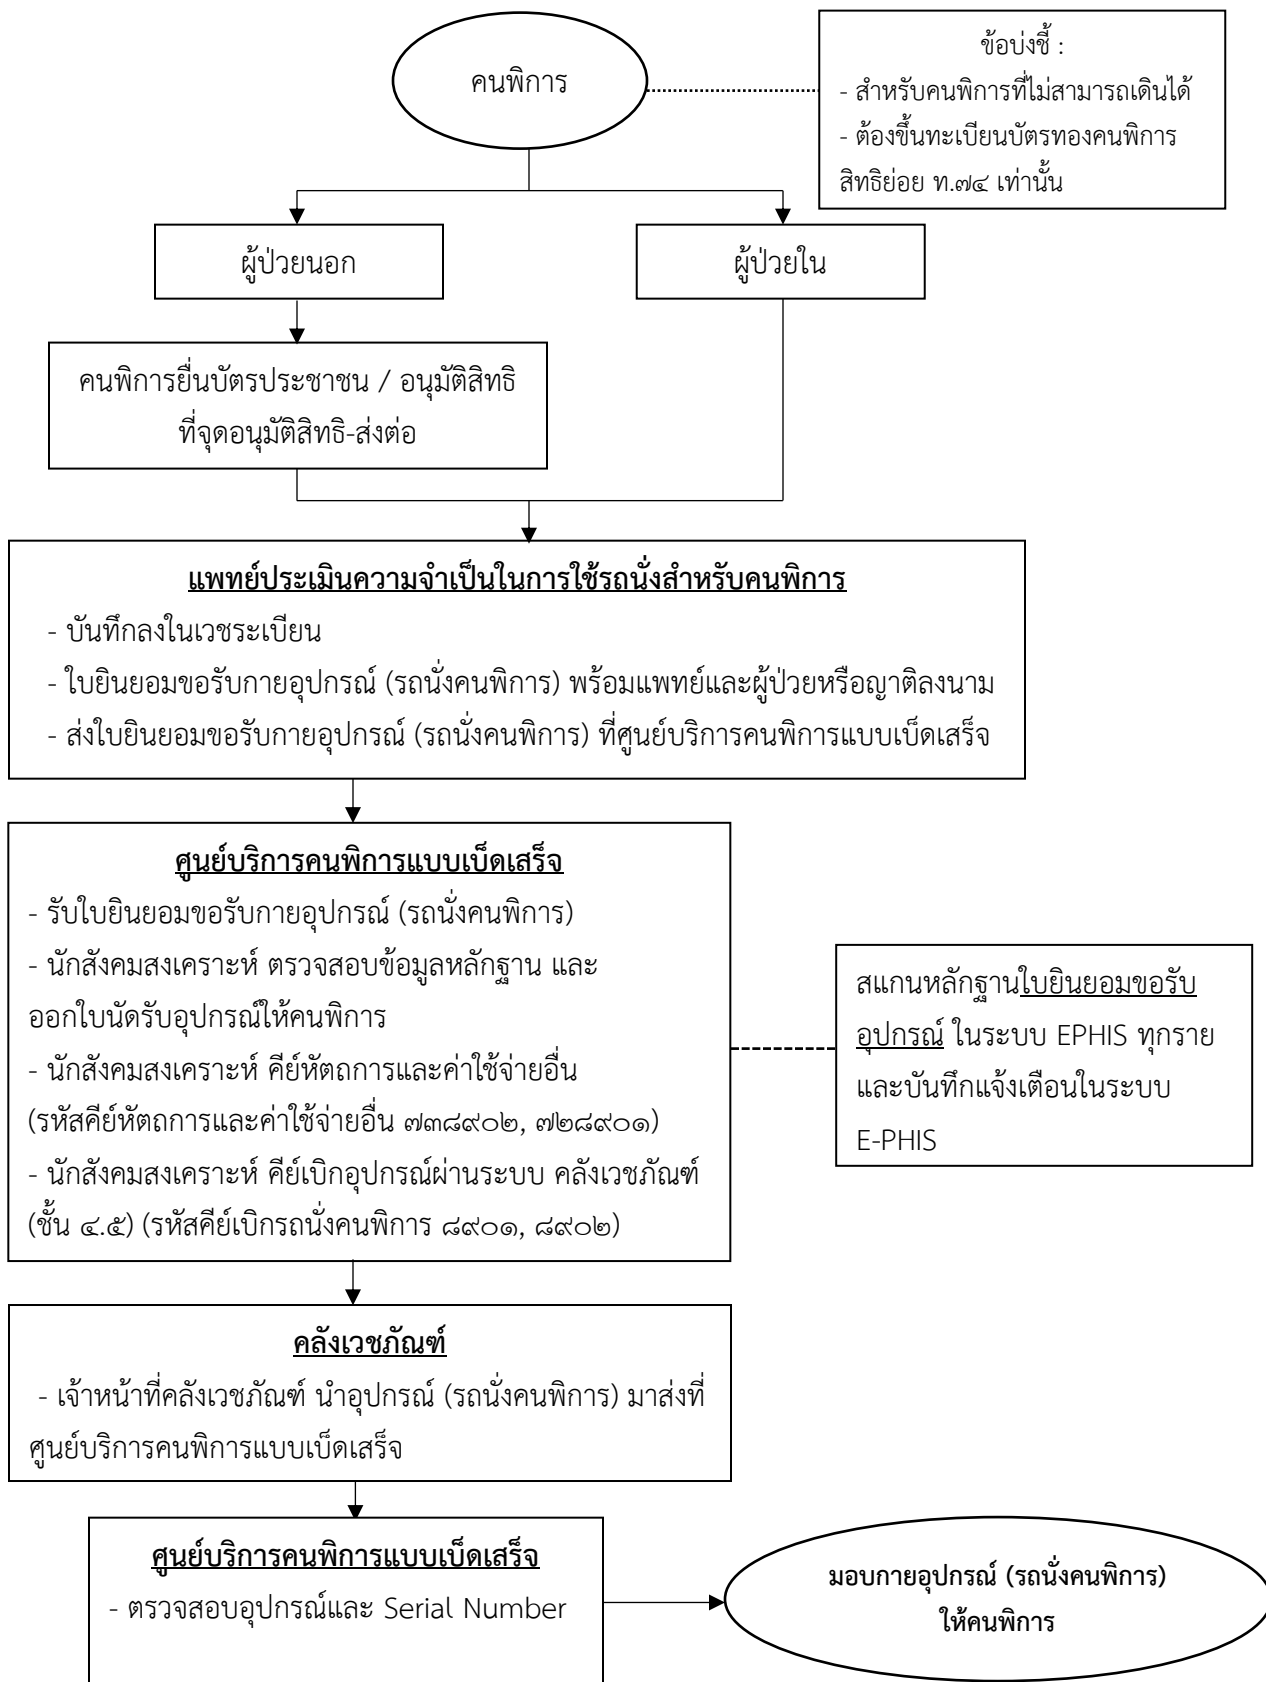 คนพิการ
ข้อบ่งชี้ :
- สำหรับคนพิการที่ไม่สามารถเดินได้
- ต้องขึ้นทะเบียนบัตรทองคนพิการ
สิทธิย่อย ท.๗๔ เท่านั้น
ผู้ป่วยนอก
ผู้ป่วยใน
คนพิการยื่นบัตรประชาชน / อนุมัติสิทธิ
ที่จุดอนุมัติสิทธิ-ส่งต่อ
แพทย์ประเมินความจำเป็นในการใช้รถนั่งสำหรับคนพิการ
- บันทึกลงในเวชระเบียน
- ใบยินยอมขอรับกายอุปกรณ์ (รถนั่งคนพิการ) พร้อมแพทย์และผู้ป่วยหรือญาติลงนาม
- ส่งใบยินยอมขอรับกายอุปกรณ์ (รถนั่งคนพิการ) ที่ศูนย์บริการคนพิการแบบเบ็ดเสร็จ
ศูนย์บริการคนพิการแบบเบ็ดเสร็จ
- รับใบยินยอมขอรับกายอุปกรณ์ (รถนั่งคนพิการ)
- นักสังคมสงเคราะห์ ตรวจสอบข้อมูลหลักฐาน และ
ออกใบนัดรับอุปกรณ์ให้คนพิการ
- นักสังคมสงเคราะห์ คีย์หัตถการและค่าใช้จ่ายอื่น
(รหัสคีย์หัตถการและค่าใช้จ่ายอื่น ๗๓๘๙๐๒, ๗๒๘๙๐๑)
- นักสังคมสงเคราะห์ คีย์เบิกอุปกรณ์ผ่านระบบ คลังเวชภัณฑ์
(ชั้น ๔.๕) (รหัสคีย์เบิกรถนั่งคนพิการ ๘๙๐๑, ๘๙๐๒)
สแกนหลักฐานใบยินยอมขอรับ
อุปกรณ์ ในระบบ EPHIS ทุกราย
และบันทึกแจ้งเตือนในระบบ
E-PHIS
คลังเวชภัณฑ์
- เจ้าหน้าที่คลังเวชภัณฑ์ นำอุปกรณ์ (รถนั่งคนพิการ) มาส่งที่
ศูนย์บริการคนพิการแบบเบ็ดเสร็จ
ศูนย์บริการคนพิการแบบเบ็ดเสร็จ
- ตรวจสอบอุปกรณ์และ Serial Number
มอบกายอุปกรณ์ (รถนั่งคนพิการ)
ให้คนพิการ